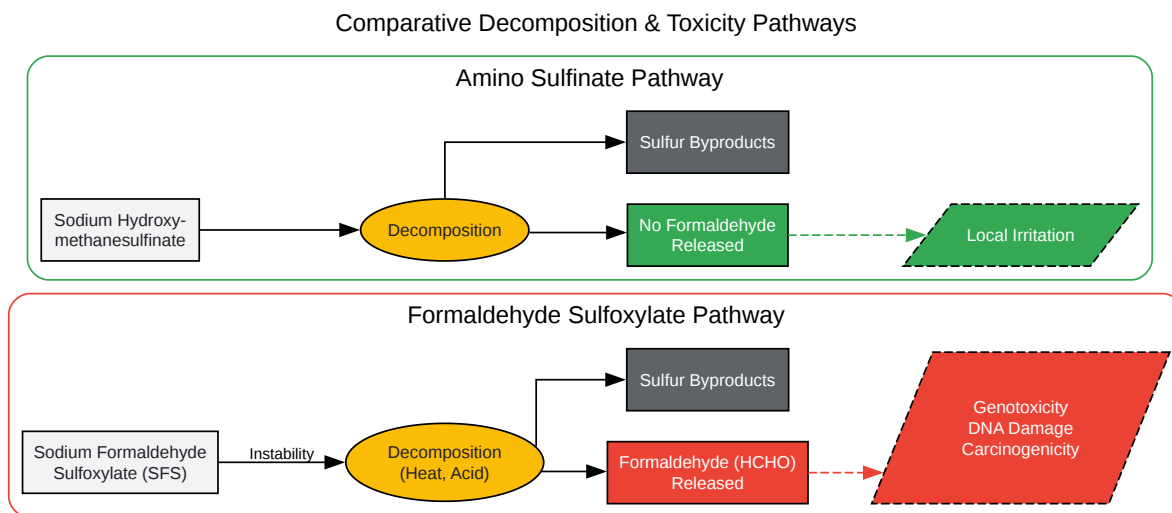 Comparative Decomposition & Toxicity Pathways
Amino Sulfinate Pathway
Sulfur Byproducts
Sodium Hydroxy-
methanesulfinate
Decomposition
No Formaldehyde
Released
Local Irritation
Formaldehyde Sulfoxylate Pathway
Sulfur Byproducts
Sodium Formaldehyde
Sulfoxylate (SFS)
Instability
Decomposition
(Heat, Acid)
Formaldehyde (HCHO)
Released
Genotoxicity
DNA Damage
Carcinogenicity